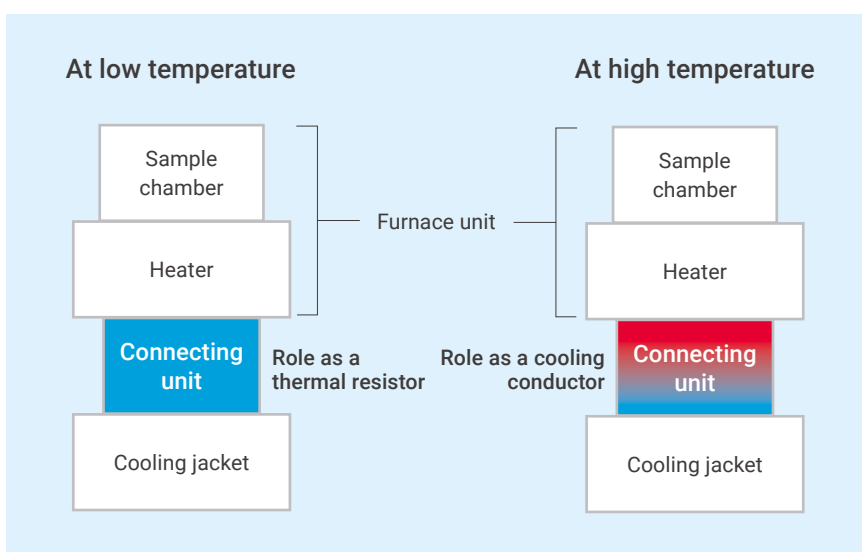 At low temperature
At high temperature
Sample
chamber
Sample
chamber
Furnace unit
Heater
Heater
Connecting
unit
Role as a
thermal resistor
Role as a cooling
conductor
Connecting
unit
Cooling jacket
Cooling jacket